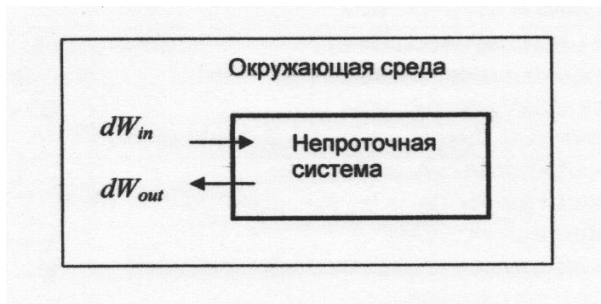 Окружающая среда
dW_in
Непроточная
система
dW_out